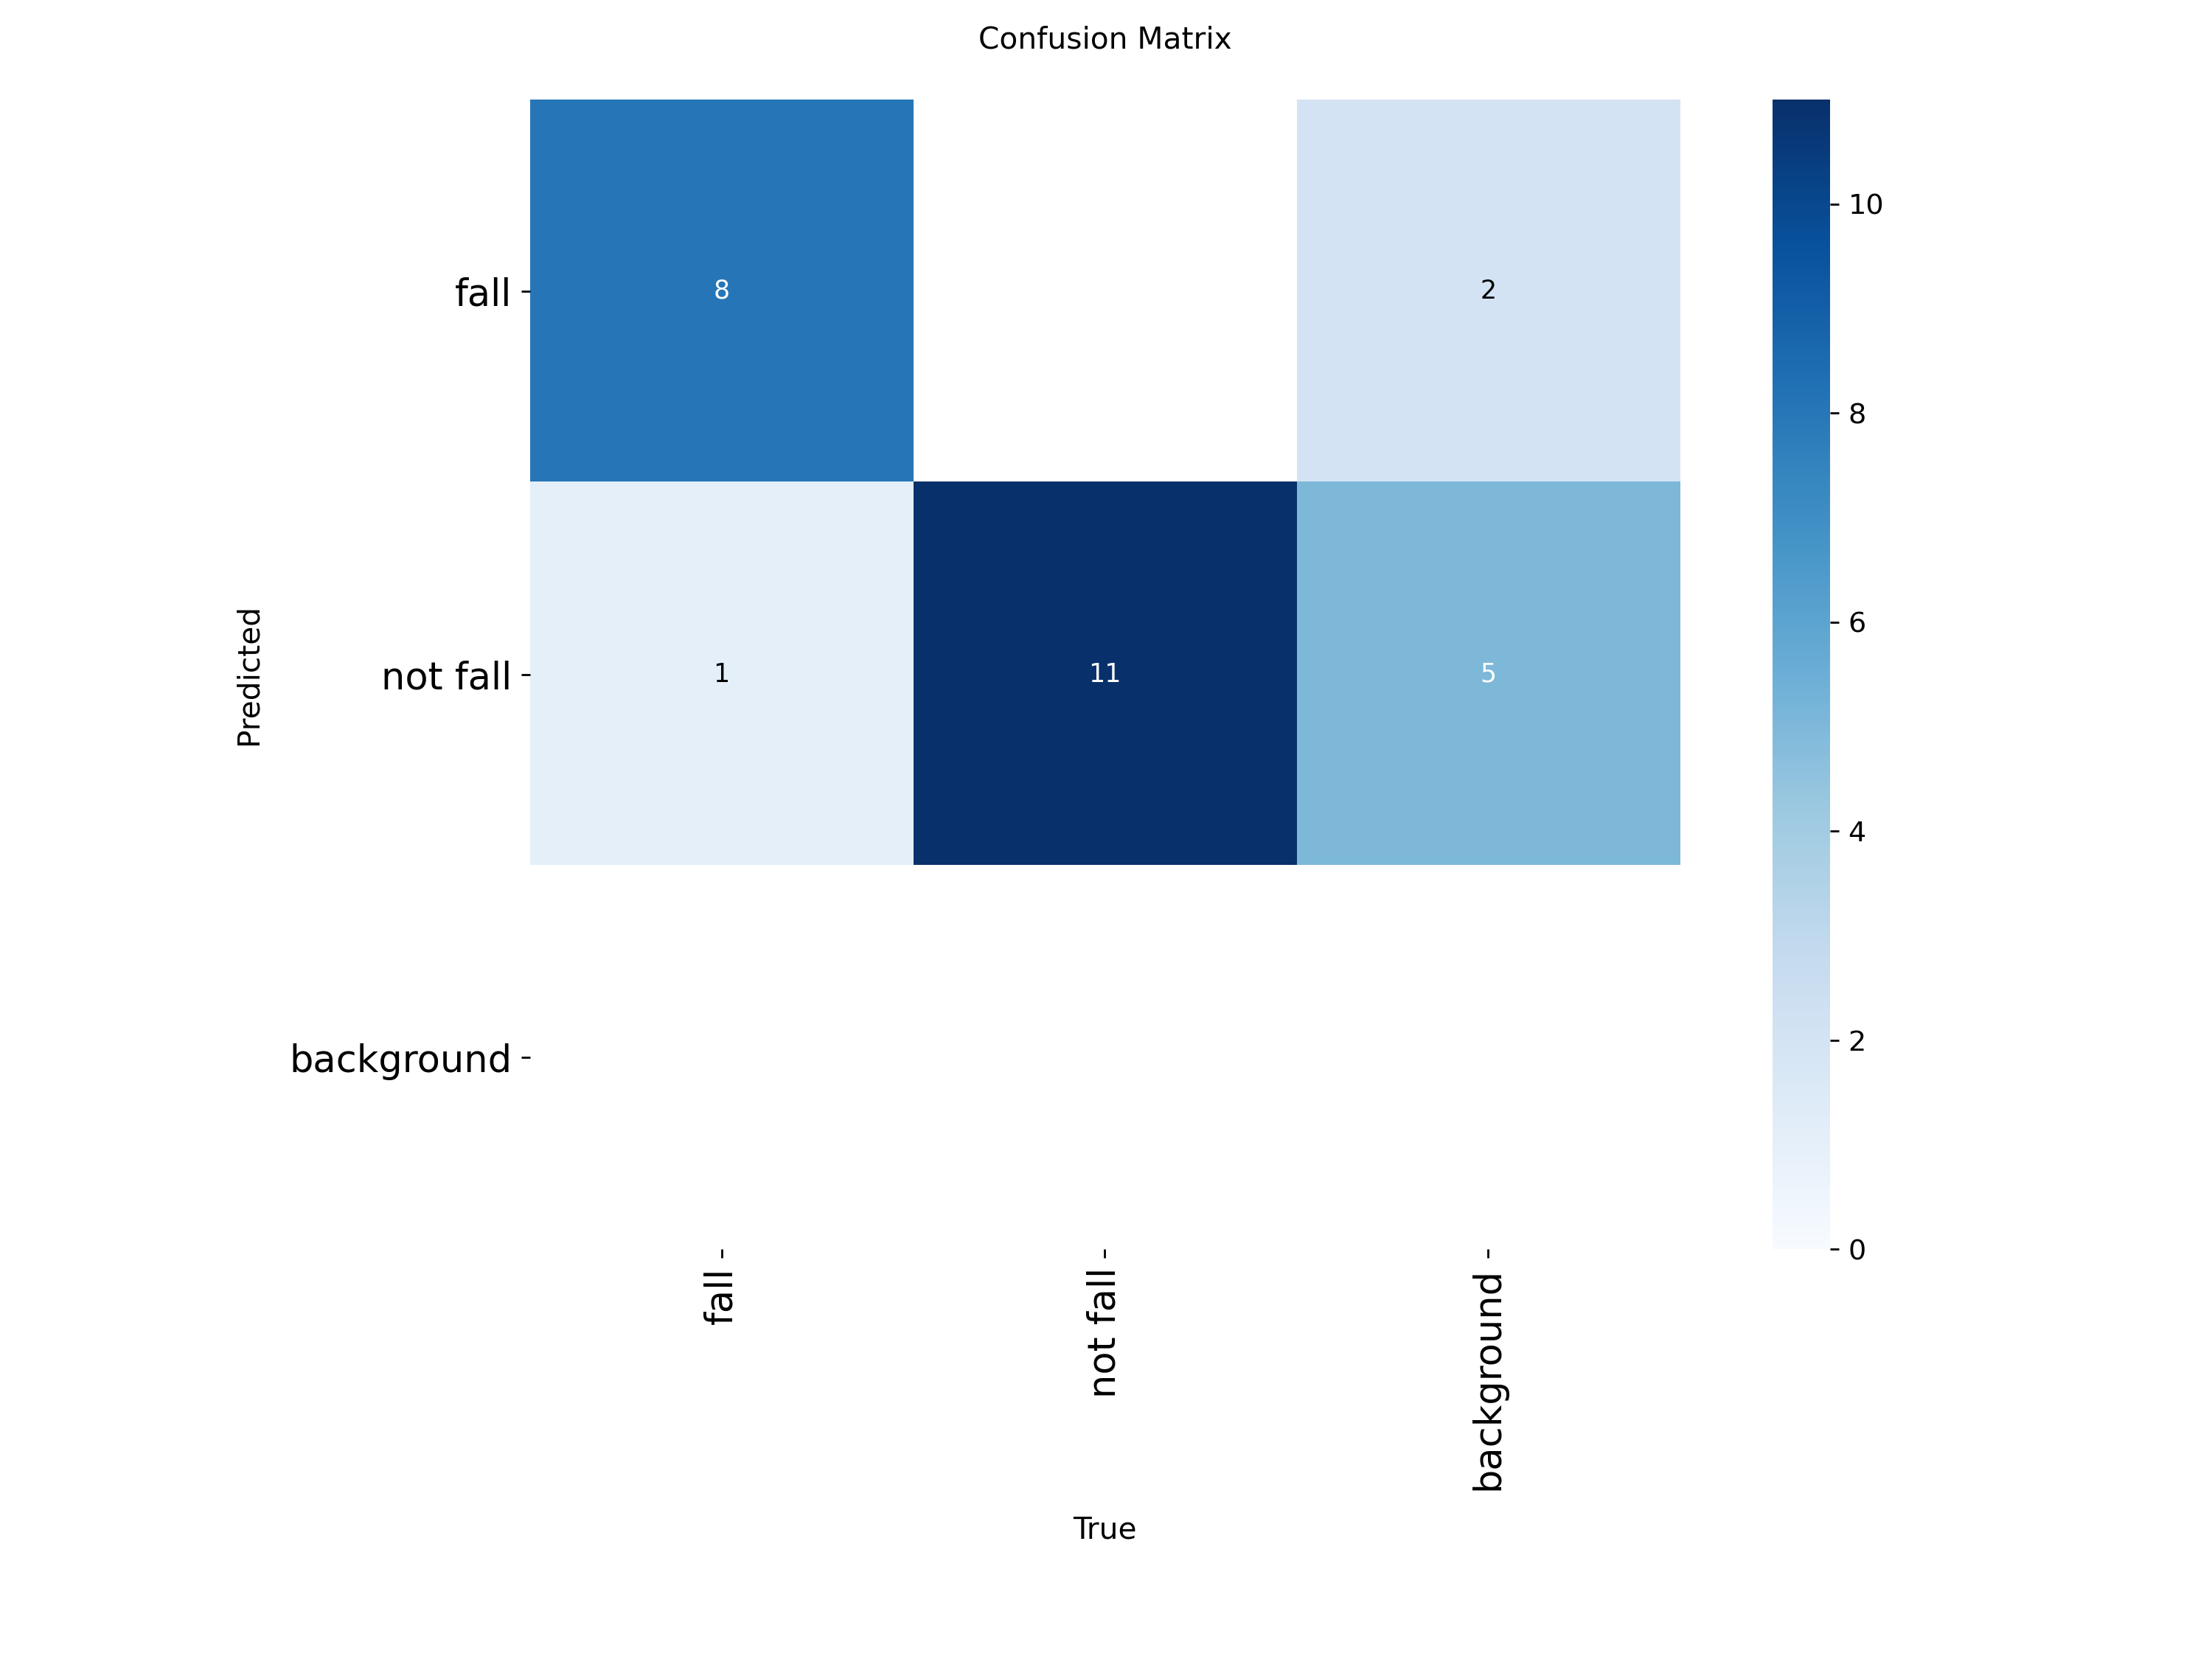 Confusion Matrix
fall
8
2
not fall
1
11
5
background
Predicted
fall
not fall
background
True
10
8
6
4
2
0